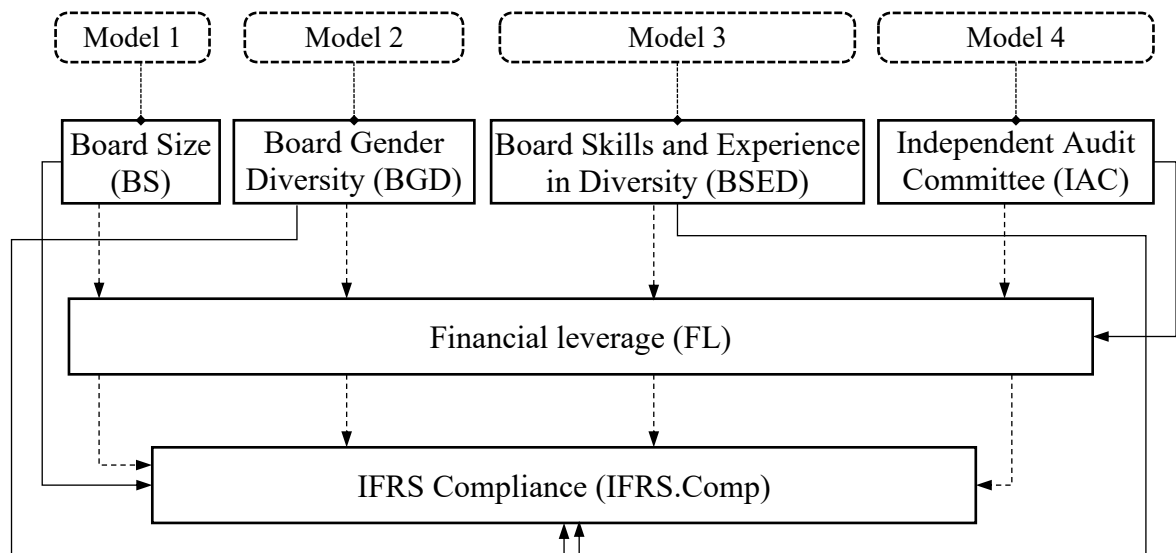 Model 1
Model 2
Model 3
Model 4
Board Size
(BS)
Board Gender
Diversity (BGD)
Board Skills and Experience
in Diversity (BSED)
Independent Audit
Committee (IAC)
Financial leverage (FL)
IFRS Compliance (IFRS.Comp)